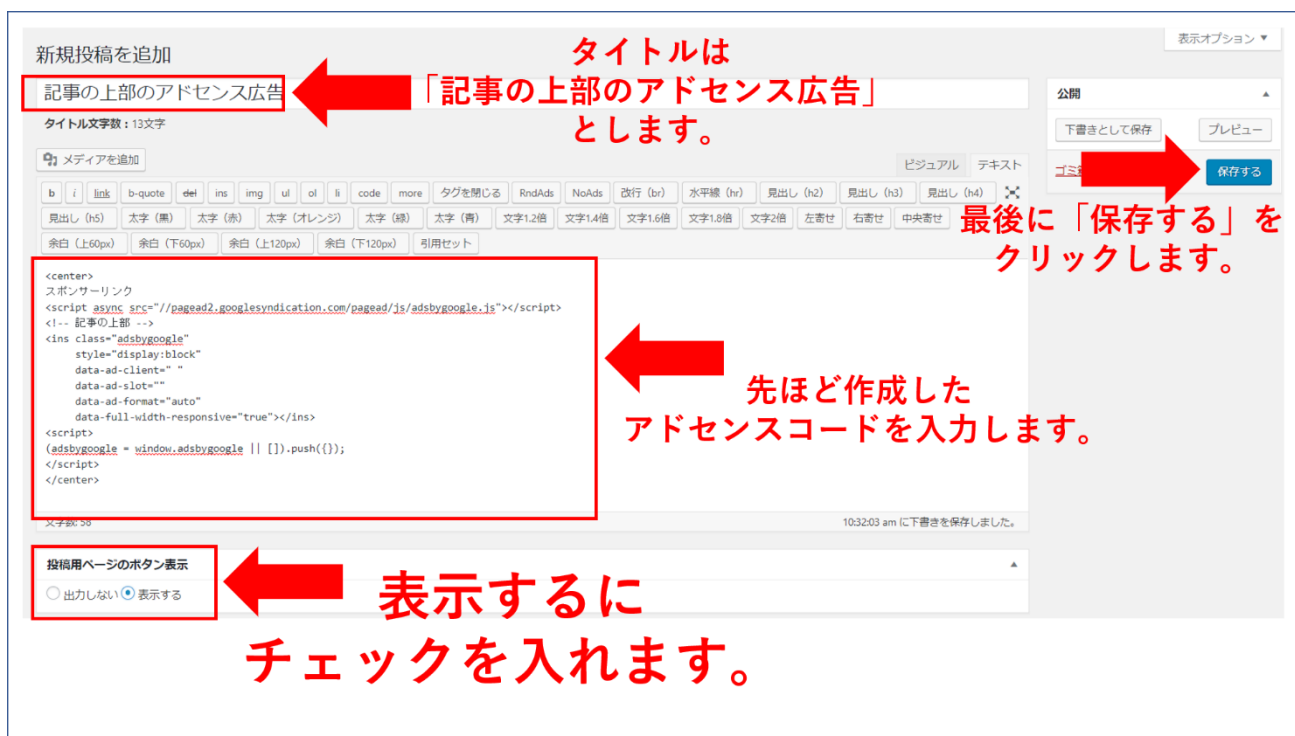 表示オプション ▼
新規投稿を追加
タイトルは
「記事の上部のアドセンス広告」
とします。
記事の上部のアドセンス広告
タイトル文字数：13文字
公開
下書きとして保存 プレビュー
保存する
最後に「保存する」を
クリックします。
メディアを追加
ビジュアル テキスト
b i link b-quote del ins img ul ol li code more タグを閉じる RndAds NoAds 改行（br） 水平線（hr） 見出し（h2） 見出し（h3） 見出し（h4）
見出し（h5） 太字（黒） 太字（赤） 太字（オレンジ） 太字（緑） 太字（青） 文字1.2倍 文字1.4倍 文字1.6倍 文字1.8倍 文字2倍 左寄せ 右寄せ 中央寄せ
余白（上60px） 余白（下60px） 余白（上120px） 余白（下120px） 引用セット
<center>
スポンサーリンク
<script async src="//pagead2.googlesyndication.com/pagead/js/adsbygoogle.js"></script>
<!-- 記事の上部 -->
<ins class="adsbygoogle"
style="display:block"
data-ad-client=" "
data-ad-slot=""
data-ad-format="auto"
data-full-width-responsive="true"></ins>
<script>
(adsbygoogle = window.adsbygoogle || []).push({});
</script>
</center>
先ほど作成した
アドセンスコードを入力します。
文字数: 58
10:32:03 am に下書きを保存しました。
投稿用ページのボタン表示
出力しない 表示する
表示するに
チェックを入れます。